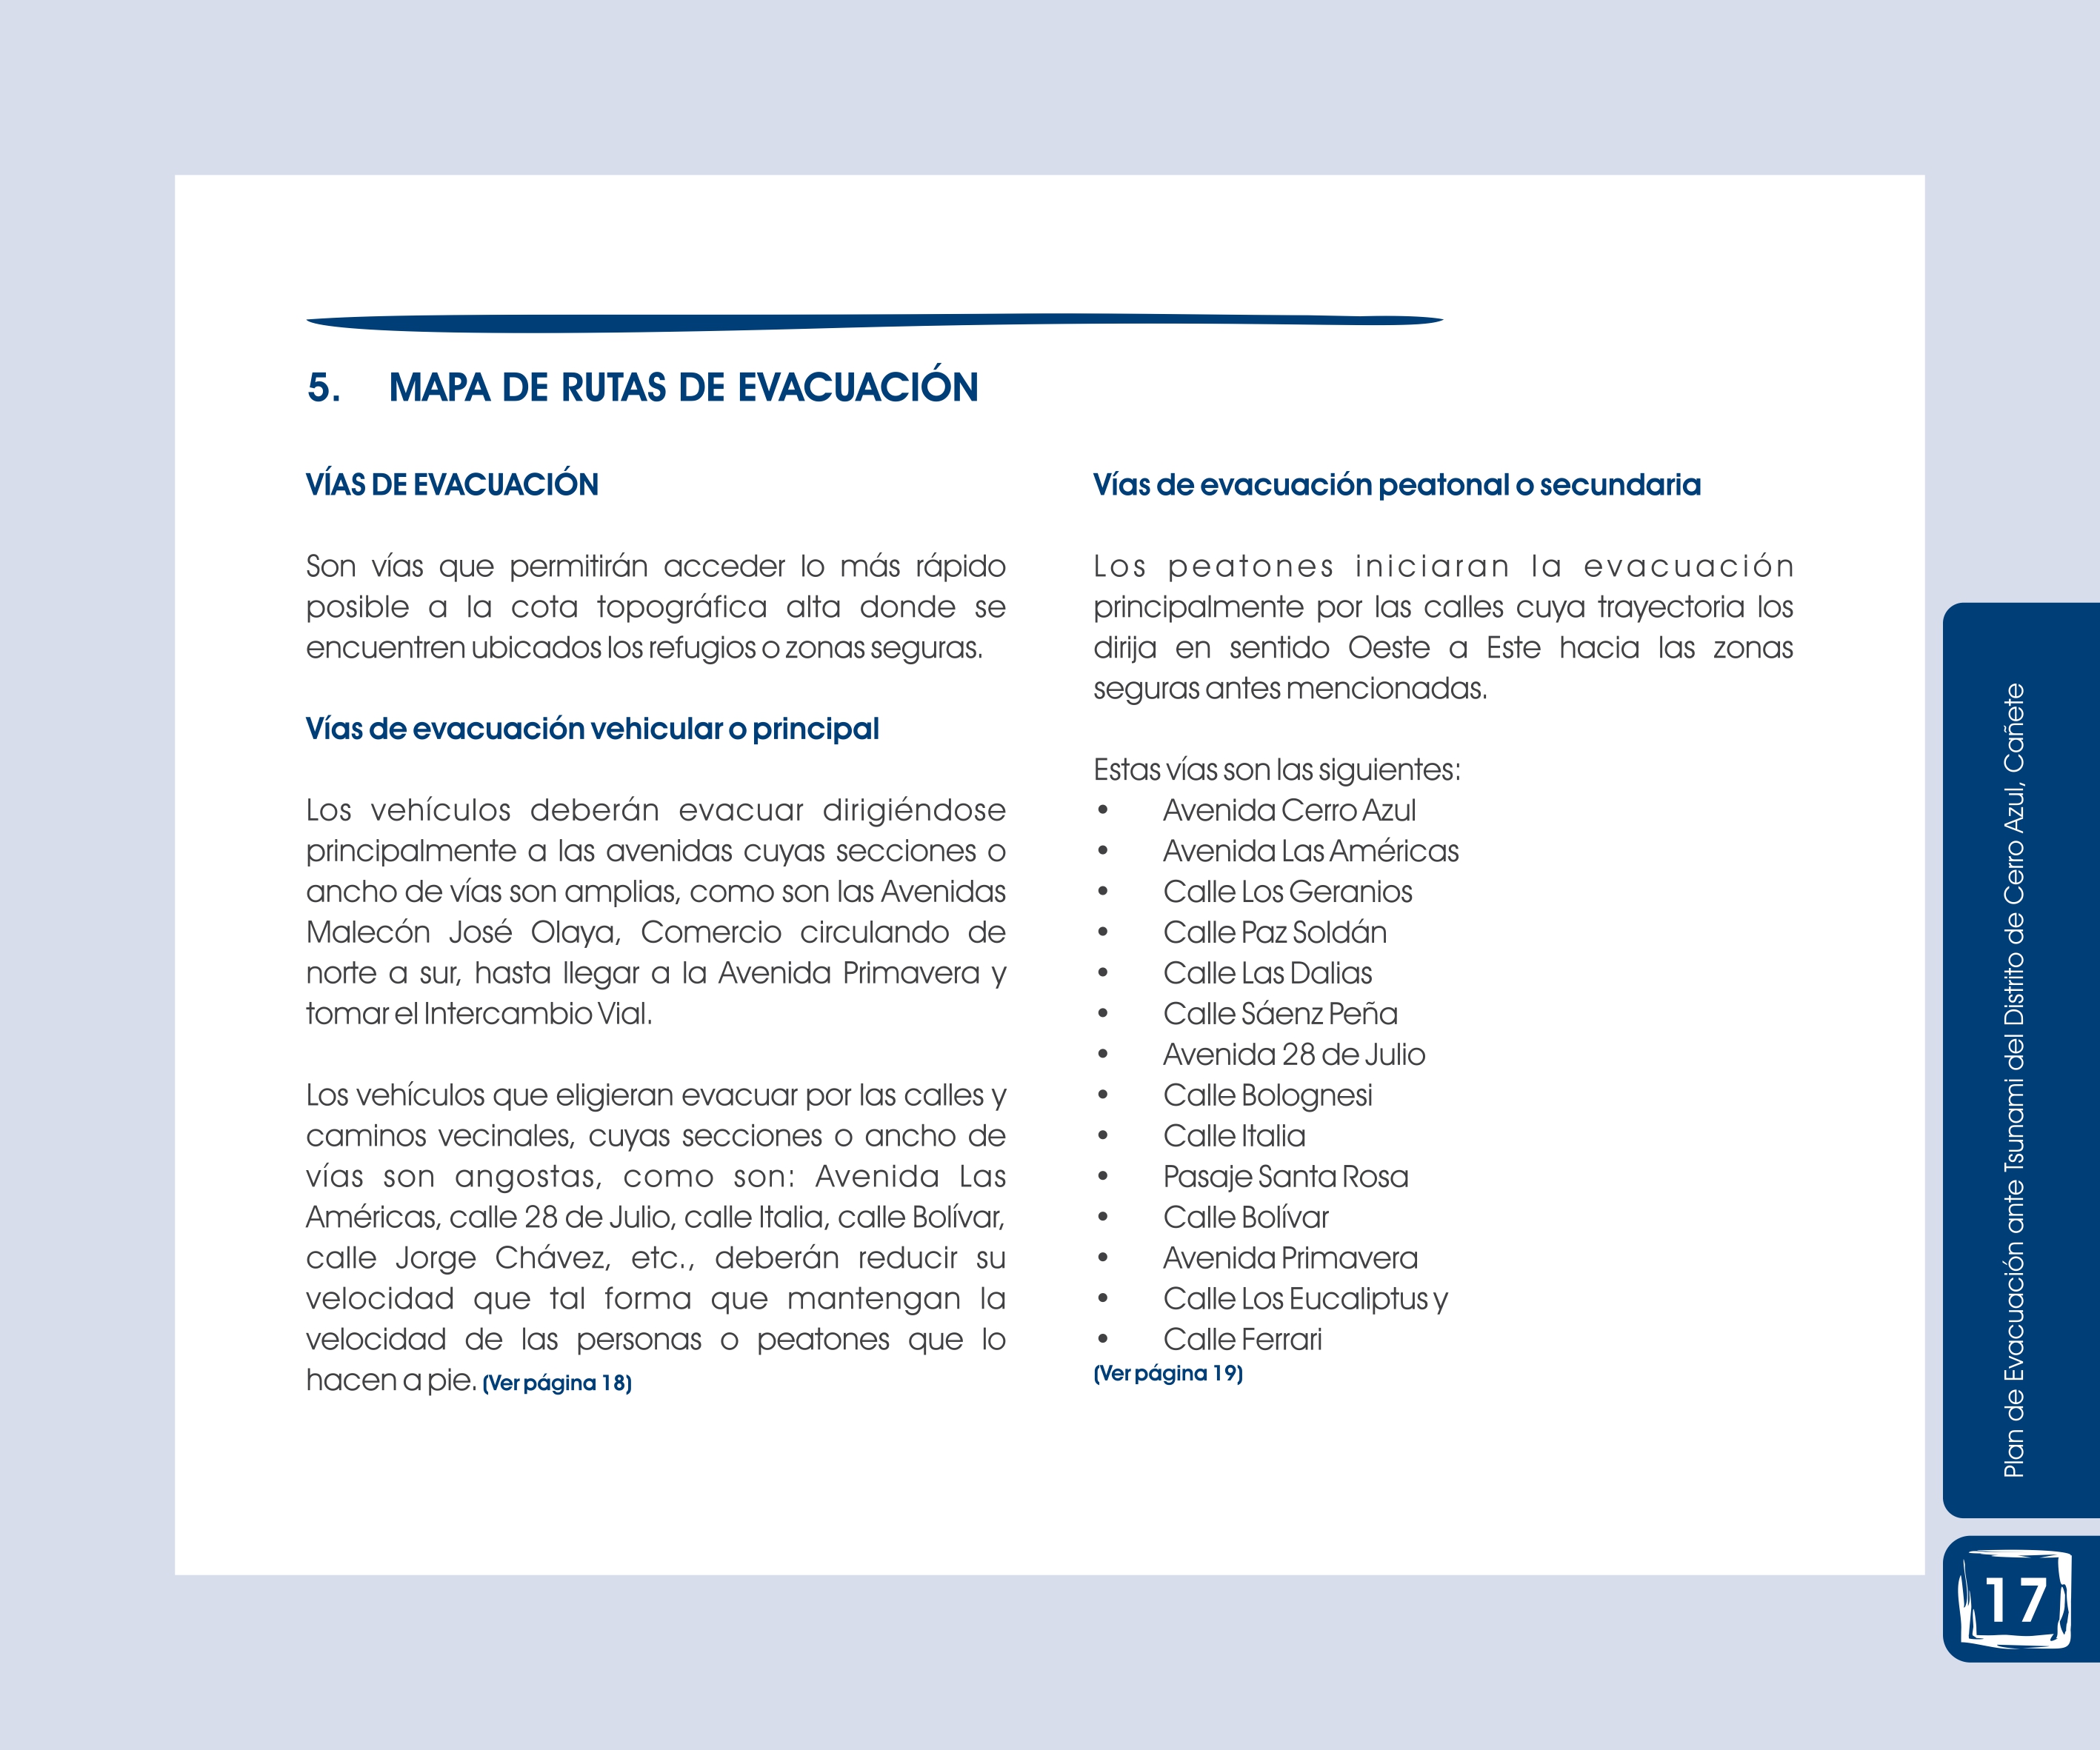 5. MAPA DE RUTAS DE EVACUACIÓN
VÍAS DE EVACUACIÓN
Son vías que permitirán acceder lo más rápido
posible a la cota topográfica alta donde se
encuentren ubicados los refugios o zonas seguras.
Vías de evacuación vehicular o principal
Los vehículos deberán evacuar dirigiéndose
principalmente a las avenidas cuyas secciones o
ancho de vías son amplias, como son las Avenidas
Malecón José Olaya, Comercio circulando de
norte a sur, hasta llegar a la Avenida Primavera y
tomar el Intercambio Vial.
Los vehículos que eligieran evacuar por las calles y
caminos vecinales, cuyas secciones o ancho de
vías son angostas, como son: Avenida Las
Américas, calle 28 de Julio, calle Italia, calle Bolívar,
calle Jorge Chávez, etc., deberán reducir su
velocidad que tal forma que mantengan la
velocidad de las personas o peatones que lo
hacen a pie. (Ver página 18)
Vías de evacuación peatonal o secundaria
Los peatones iniciaran la evacuación
principalmente por las calles cuya trayectoria los
dirija en sentido Oeste a Este hacia las zonas
seguras antes mencionadas.
Estas vías son las siguientes:
• Avenida Cerro Azul
• Avenida Las Américas
• Calle Los Geranios
• Calle Paz Soldán
• Calle Las Dalias
• Calle Sáenz Peña
• Avenida 28 de Julio
• Calle Bolognesi
• Calle Italia
• Pasaje Santa Rosa
• Calle Bolívar
• Avenida Primavera
• Calle Los Eucaliptus y
• Calle Ferrari
(Ver página 19)
Plan de Evacuación ante Tsunami del Distrito de Cerro Azul, Cañete
17